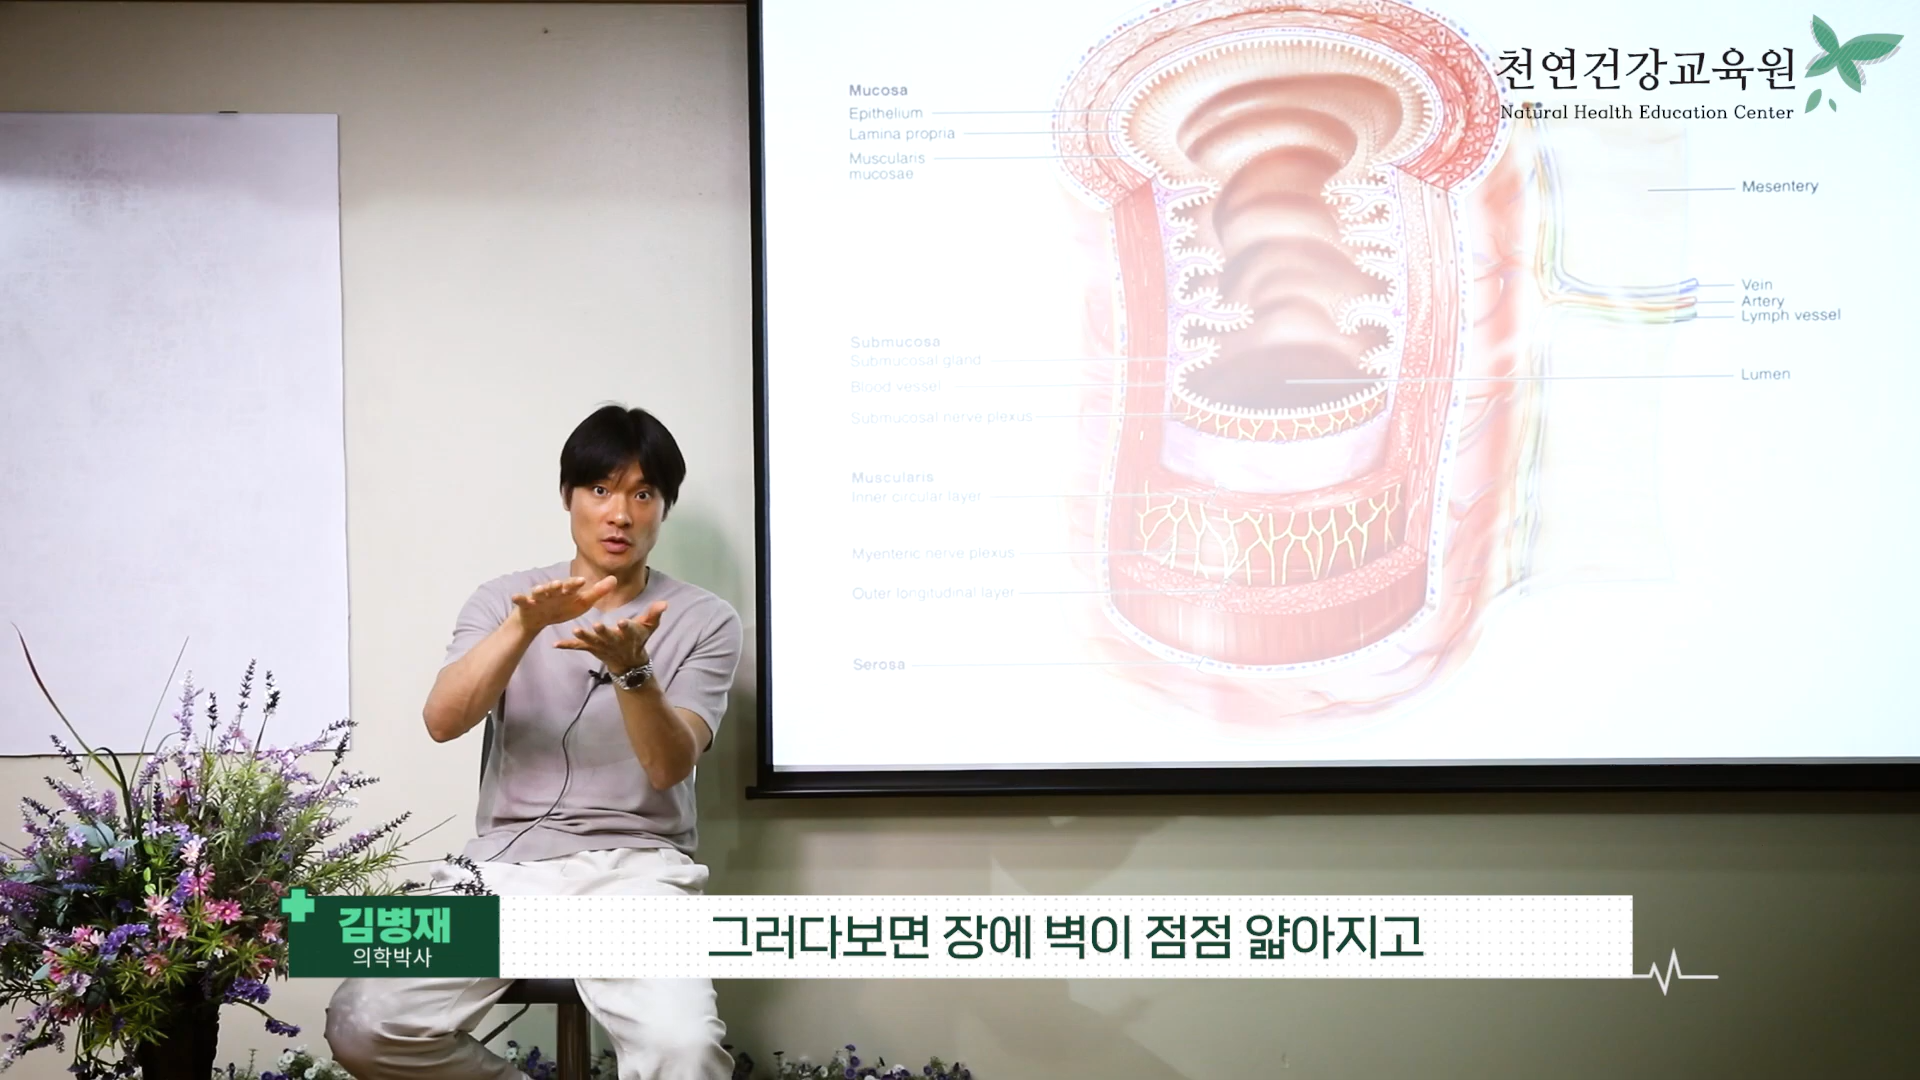 천연건강교육원
Natural Health Education Center
Mucosa
Epithelium
Lamina propria
Muscularis
mucosae
Mesentery
Vein
Artery
Lymph vessel
Submucosa
Submucosal gland
Lumen
Blood vessel
Submucosal nerve plexus
Muscularis
Inner circular layer
Myenteric nerve plexus
Outer longitudinal layer
Serosa
김병재
의학박사
그러다보면 장에 벽이 점점 얇아지고